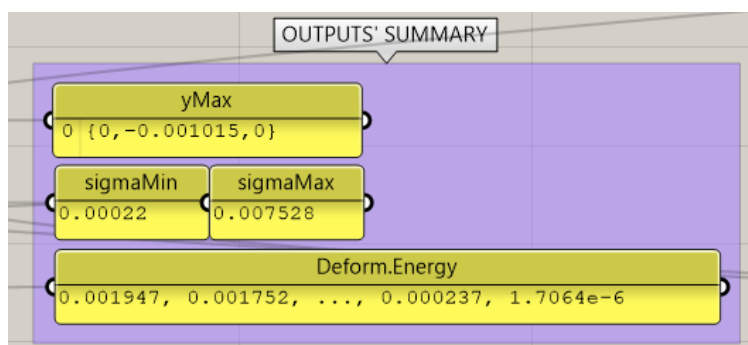 OUTPUTS' SUMMARY
yMax
0 {0,-0.001015,0}
sigmaMin sigmaMax
0.00022 0.007528
Deform.Energy
0.001947, 0.001752, ..., 0.000237, 1.7064e-6